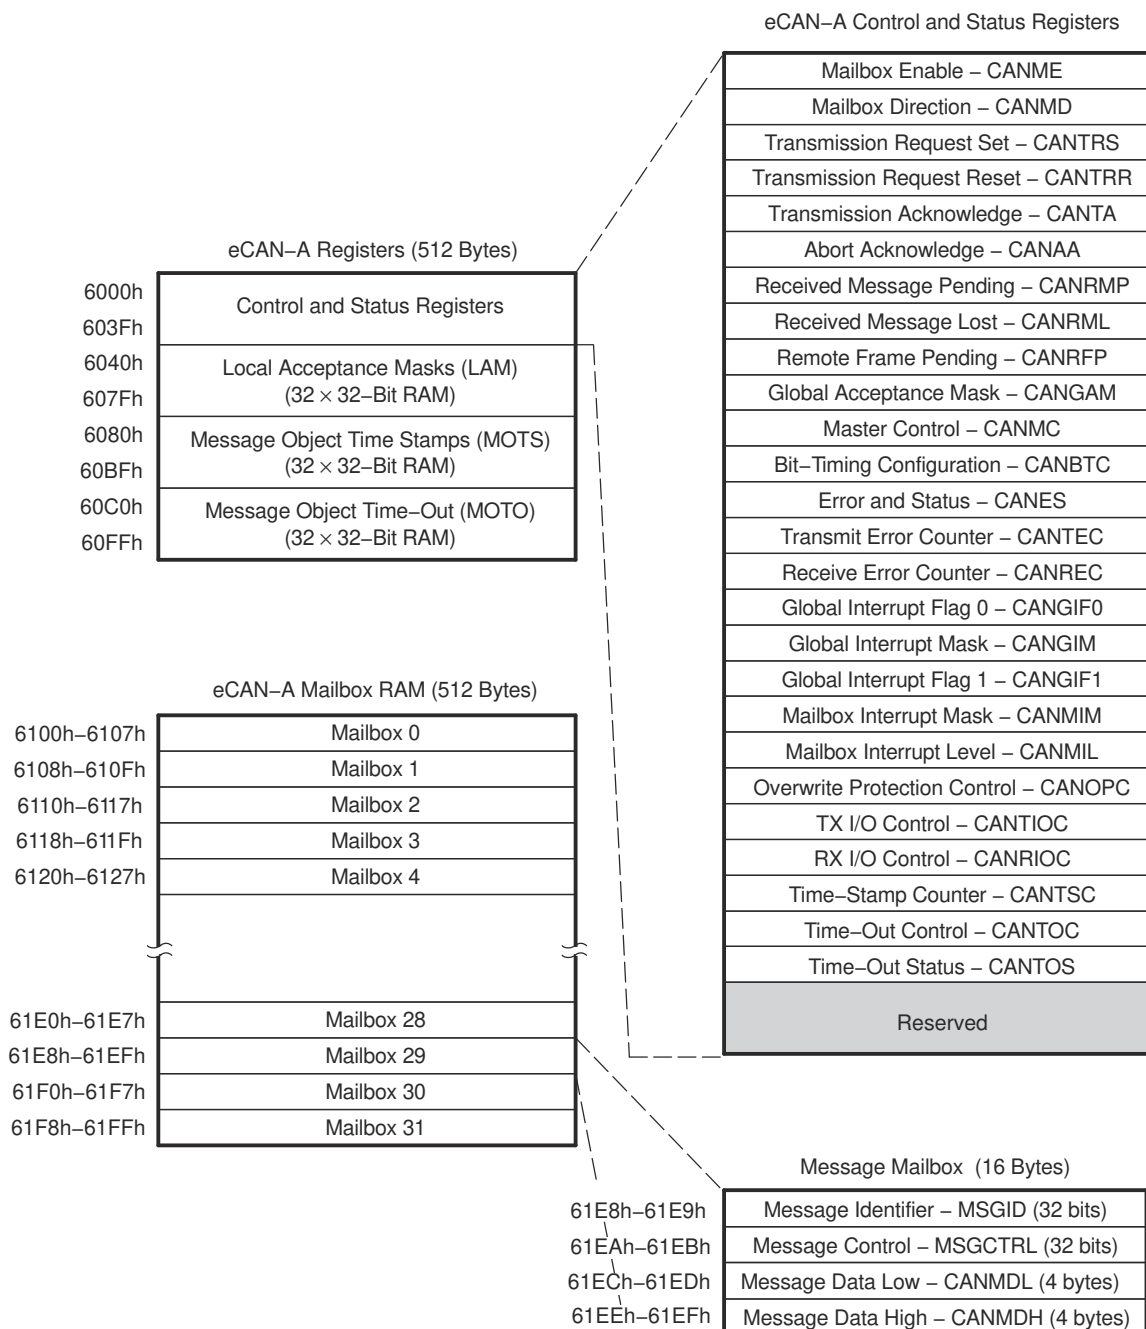 eCAN−A Control and Status Registers
Mailbox Enable − CANME
Mailbox Direction − CANMD
Transmission Request Set − CANTRS
Transmission Request Reset − CANTRR
Transmission Acknowledge − CANTA
Abort Acknowledge − CANAA
Received Message Pending − CANRMP
Received Message Lost − CANRML
Remote Frame Pending − CANRFP
Global Acceptance Mask − CANGAM
Master Control − CANMC
Bit−Timing Configuration − CANBTC
Error and Status − CANES
Transmit Error Counter − CANTEC
Receive Error Counter − CANREC
Global Interrupt Flag 0 − CANGIF0
Global Interrupt Mask − CANGIM
Global Interrupt Flag 1 − CANGIF1
Mailbox Interrupt Mask − CANMIM
Mailbox Interrupt Level − CANMIL
Overwrite Protection Control − CANOPC
TX I/O Control − CANTIOC
RX I/O Control − CANRIOC
Time−Stamp Counter − CANTSC
Time−Out Control − CANTOC
Time−Out Status − CANTOS
Reserved
eCAN−A Registers (512 Bytes)
6000h
Control and Status Registers
603Fh
6040h
Local Acceptance Masks (LAM)
(32 × 32−Bit RAM)
607Fh
6080h
Message Object Time Stamps (MOTS)
(32 × 32−Bit RAM)
60BFh
60C0h
Message Object Time−Out (MOTO)
(32 × 32−Bit RAM)
60FFh
eCAN−A Mailbox RAM (512 Bytes)
6100h−6107h Mailbox 0
6108h−610Fh Mailbox 1
6110h−6117h Mailbox 2
6118h−611Fh Mailbox 3
6120h−6127h Mailbox 4
61E0h−61E7h Mailbox 28
61E8h−61EFh Mailbox 29
61F0h−61F7h Mailbox 30
61F8h−61FFh Mailbox 31
Message Mailbox (16 Bytes)
61E8h−61E9h Message Identifier − MSGID (32 bits)
61EAh−61EBh Message Control − MSGCTRL (32 bits)
61ECh−61EDh Message Data Low − CANMDL (4 bytes)
61EEh−61EFh Message Data High − CANMDH (4 bytes)